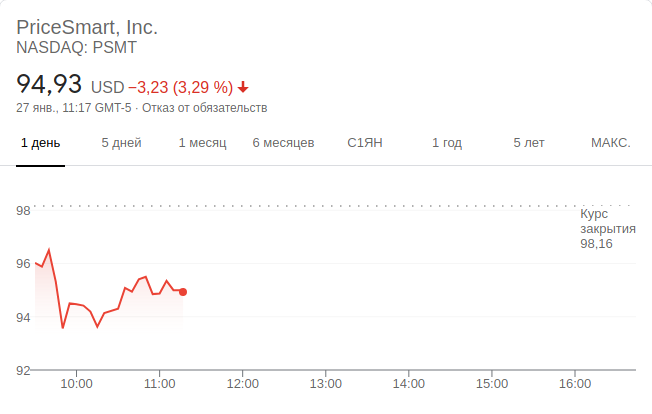 PriceSmart, Inc.
NASDAQ: PSMT
94,93 USD −3,23 (3,29 %)
27 янв., 11:17 GMT-5 · Отказ от обязательств
1 день 5 дней 1 месяц 6 месяцев С1ЯН 1 год 5 лет МАКС.
98
Курс
закрытия
98,16
96
94
92
10:00 11:00 12:00 13:00 14:00 15:00 16:00